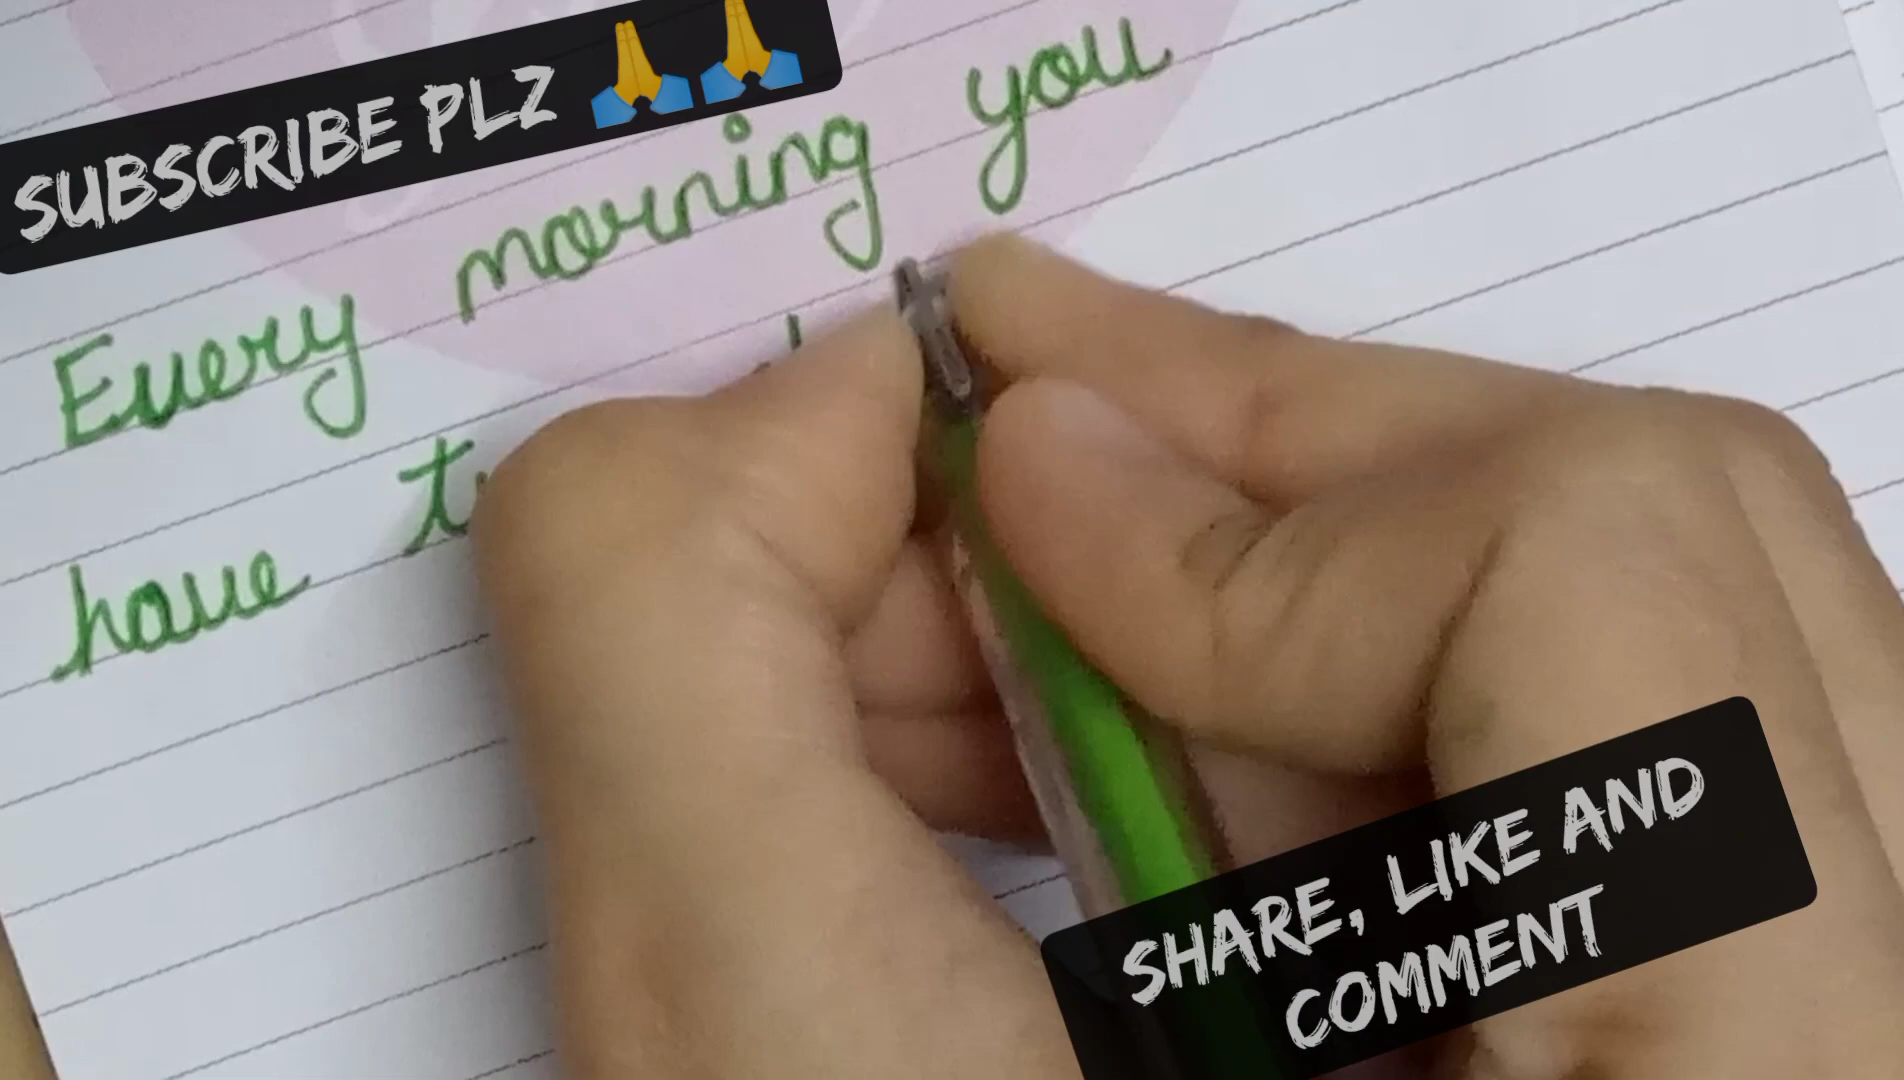 SUBSCRIBE PLZ 🙏🙏
Every morning you
have
SHARE, LIKE AND
COMMENT